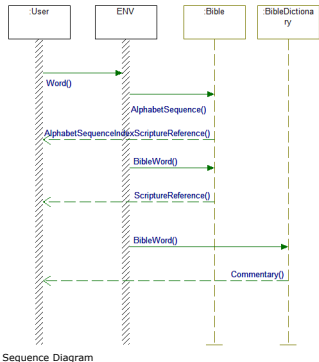 :User
ENV
:Bible
:BibleDictiona
ry
Word()
AlphabetSequence()
AlphabetSequenceIndexScriptureReference()
BibleWord()
ScriptureReference()
BibleWord()
Commentary()
Sequence Diagram